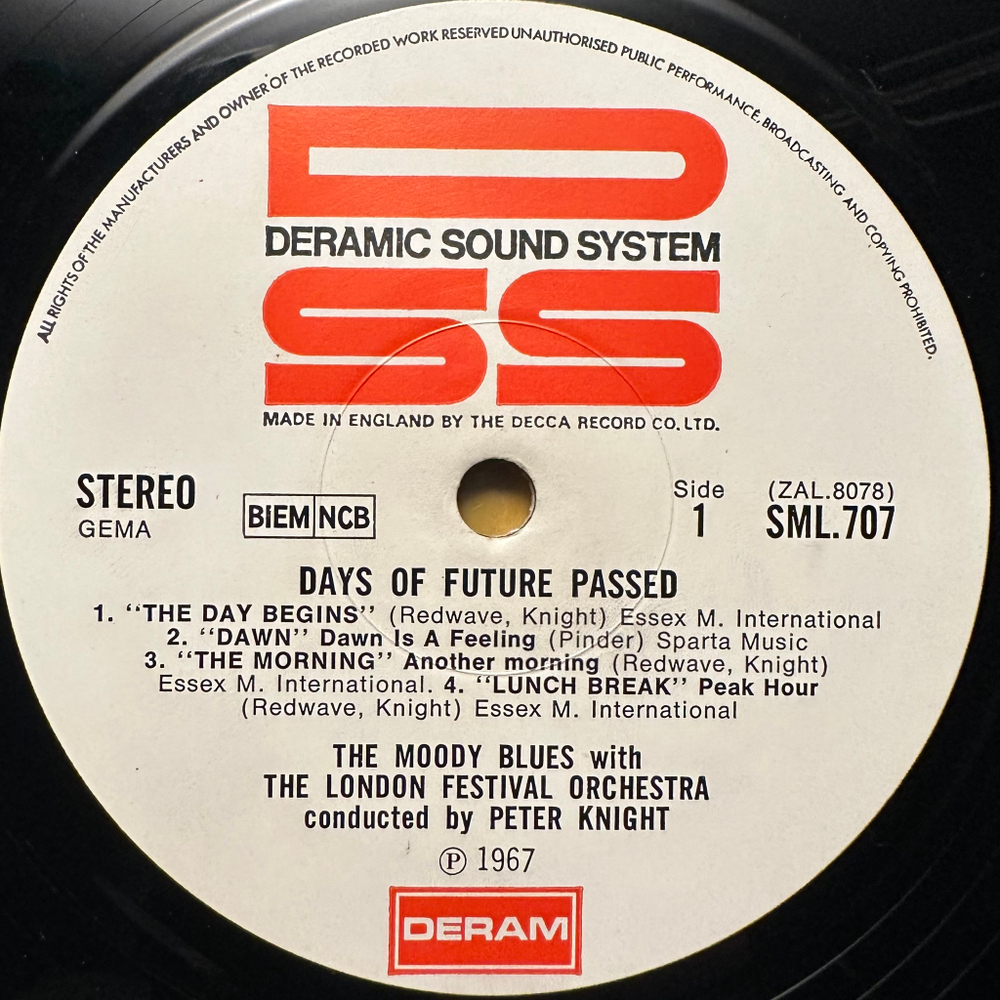 ALL RIGHTS OF THE MANUFACTURERS AND OWNER OF THE RECORDED WORK RESERVED UNAUTHORISED PUBLIC PERFORMANCE, BROADCASTING AND COPYING PROHIBITED.
D
DERAMIC SOUND SYSTEM
SS
MADE IN ENGLAND BY THE DECCA RECORD CO. LTD.
STEREO
GEMA
BIEM NCB
Side (ZAL.8078)
1 SML.707
DAYS OF FUTURE PASSED
1. “THE DAY BEGINS” (Redwave, Knight) Essex M. International
2. “DAWN” Dawn Is A Feeling (Pinder) Sparta Music
3. “THE MORNING” Another morning (Redwave, Knight)
Essex M. International. 4. “LUNCH BREAK” Peak Hour
(Redwave, Knight) Essex M. International
THE MOODY BLUES with
THE LONDON FESTIVAL ORCHESTRA
conducted by PETER KNIGHT
℗ 1967
DERAM